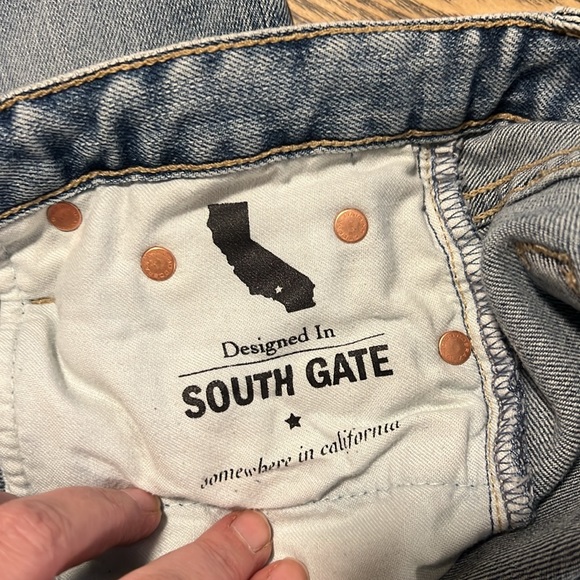 Designed In
SOUTH GATE
somewhere in california